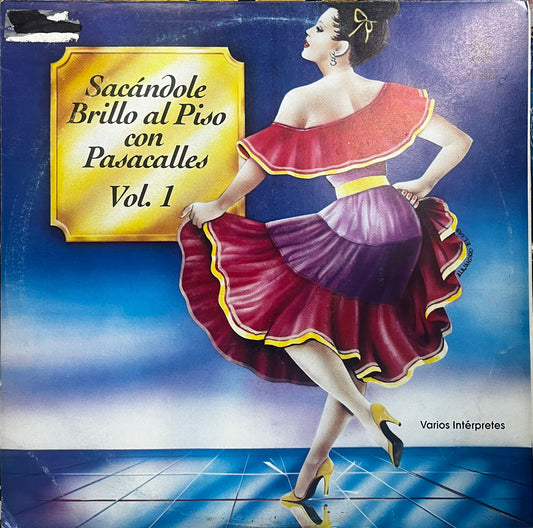 Sacándole
Brillo al Piso
con
Pasacalles
Vol. 1
Varios Intérpretes